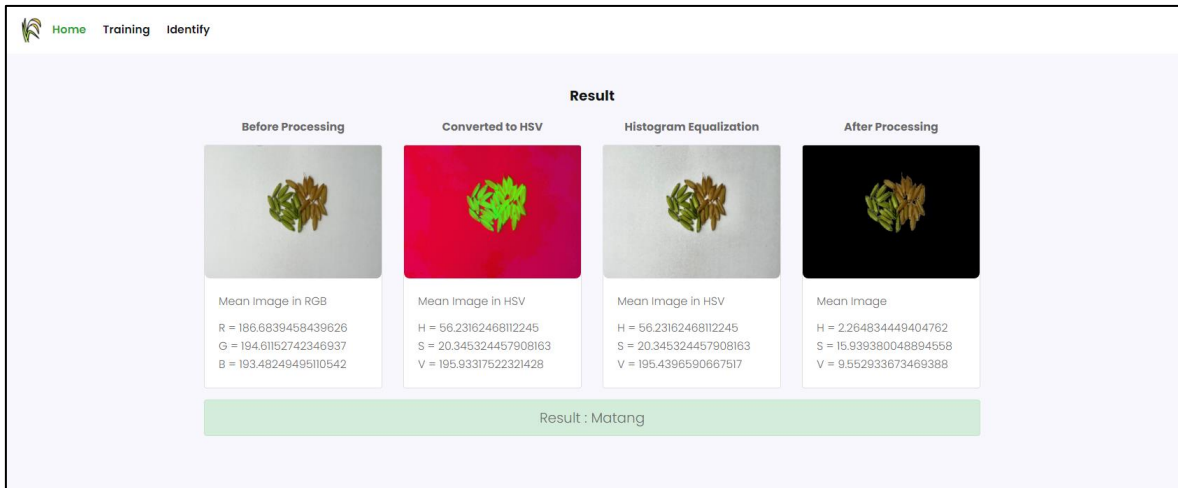 Home Training Identify
Result
Before Processing Converted to HSV Histogram Equalization After Processing
Mean Image in RGB
R = 186.6839458439626
G = 194.61152742346937
B = 193.48249495110542
Mean Image in HSV
H = 56.23162468112245
S = 20.345324457908163
V = 195.93317522321428
Mean Image in HSV
H = 56.23162468112245
S = 20.345324457908163
V = 195.4396590667517
Mean Image
H = 2.264834449404762
S = 15.939380048894558
V = 9.552933673469388
Result : Matang